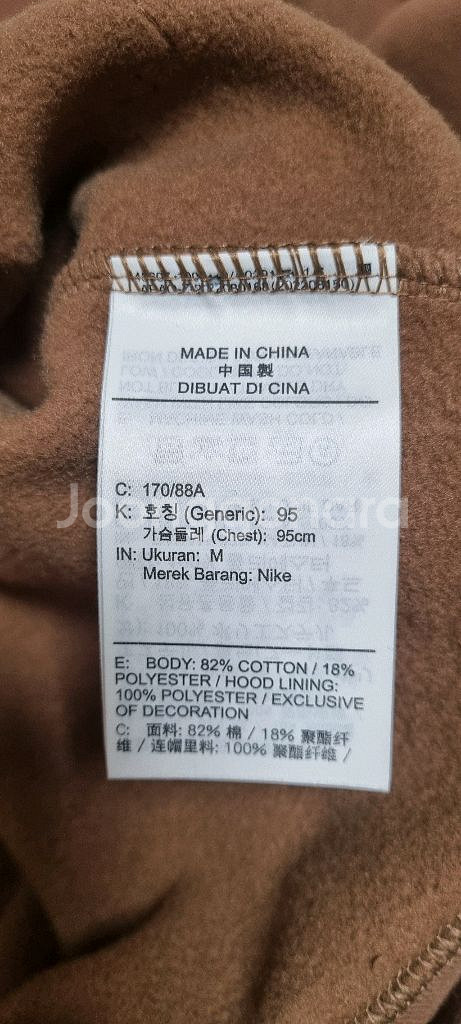 MADE IN CHINA
中国製
DIBUAT DI CINA
C: 170/88A
K: 호칭 (Generic): 95
가슴둘레 (Chest): 95cm
IN: Ukuran: M
Merek Barang: Nike
E: BODY: 82% COTTON / 18%
POLYESTER / HOOD LINING:
100% POLYESTER / EXCLUSIVE
OF DECORATION
C: 面料: 82% 棉 / 18% 聚酯纤
维 / 连帽里料: 100% 聚酯纤维 /